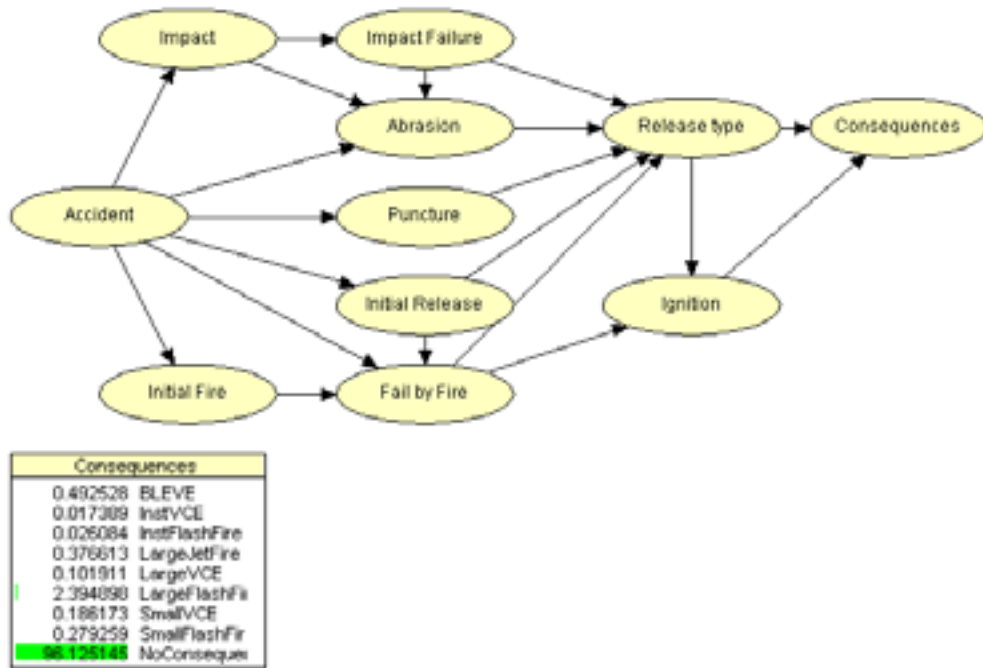 Impact
Impact Failure
Abrasion
Release type
Consequences
Accident
Puncture
Initial Release
Ignition
Initial Fire
Fail by Fire
Consequences
0.492528 BLEVE
0.017389 InstVCE
0.026084 InstFlashFire
0.376613 LargeJetFire
0.101911 LargeVCE
2.394898 LargeFlashFi
0.186173 SmallVCE
0.279259 SmallFlashFir
96.125145 NoConseque